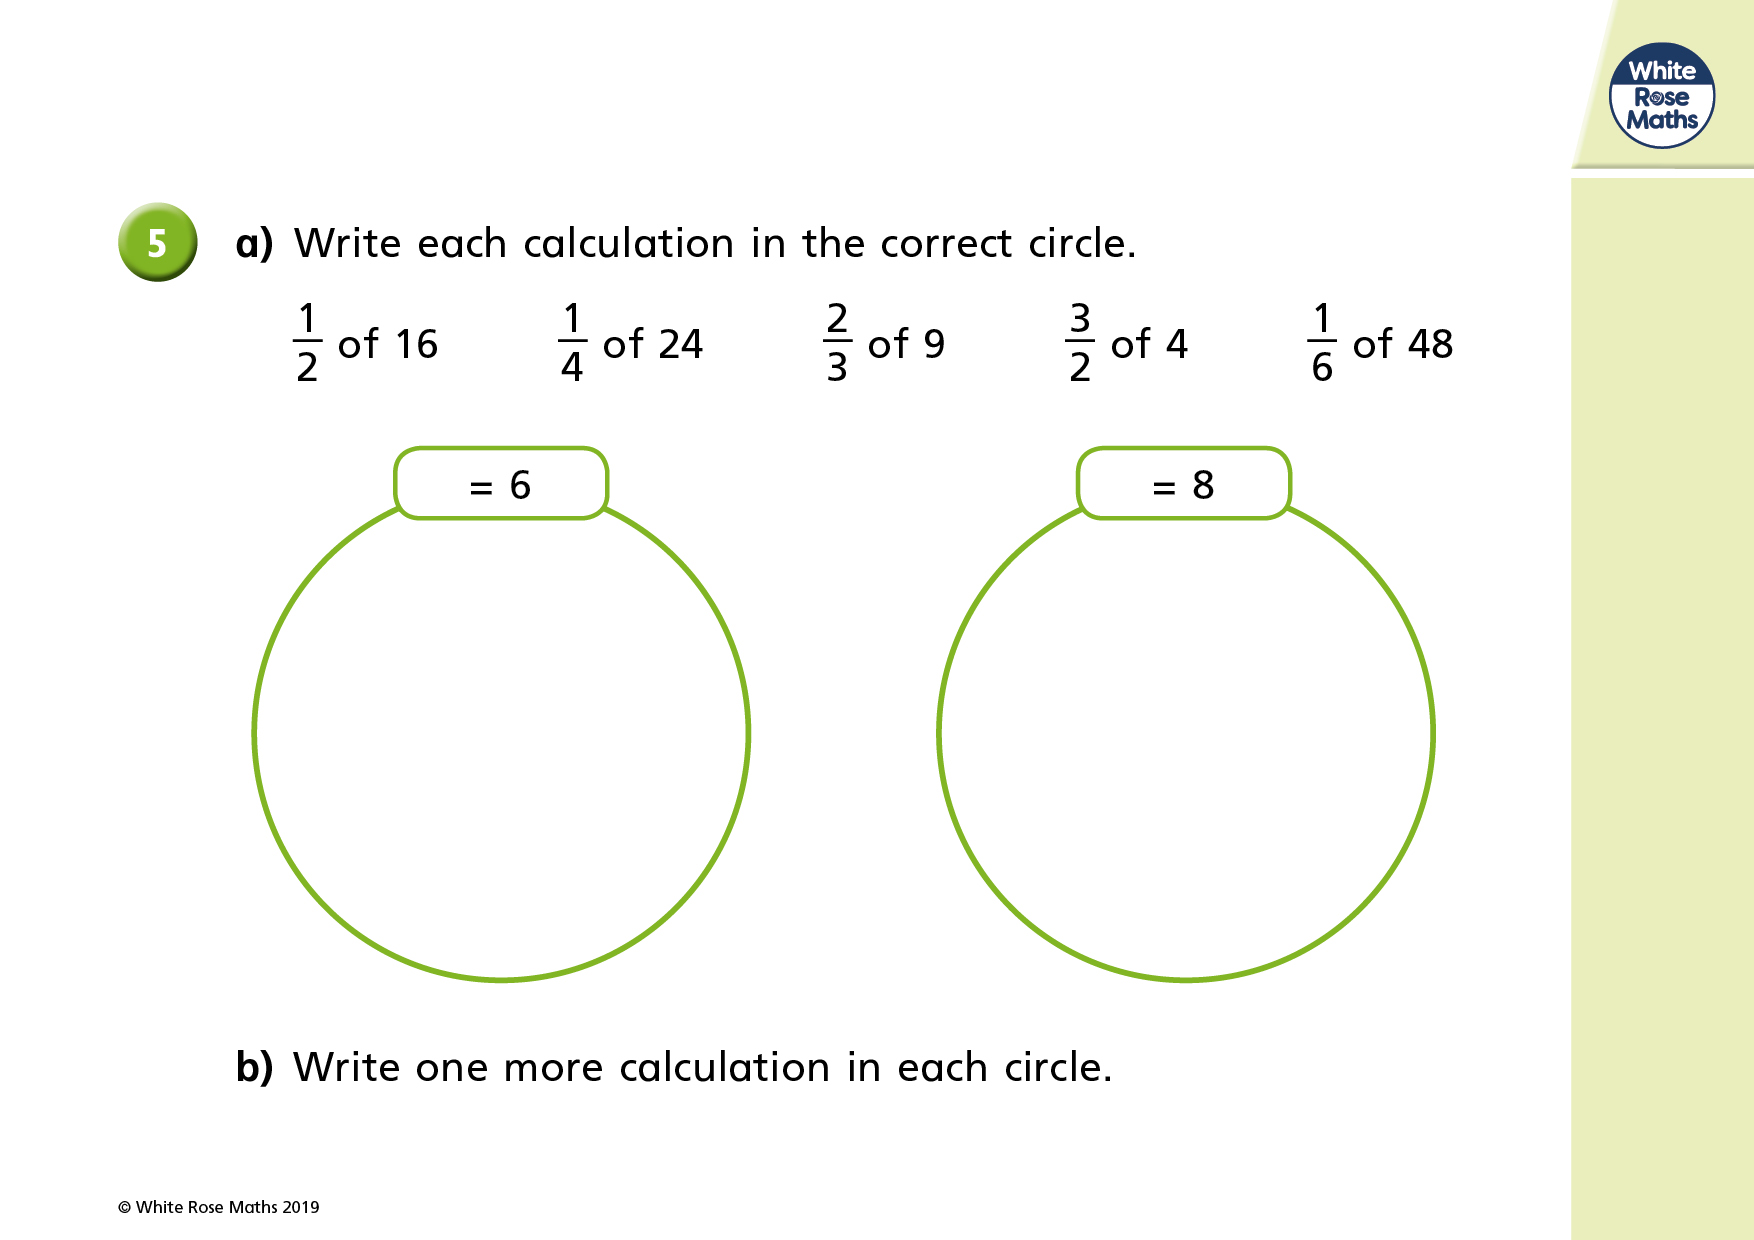 White
Rose
Maths
5 a) Write each calculation in the correct circle.
1/2 of 16 1/4 of 24 2/3 of 9 3/2 of 4 1/6 of 48
= 6 = 8
b) Write one more calculation in each circle.
© White Rose Maths 2019